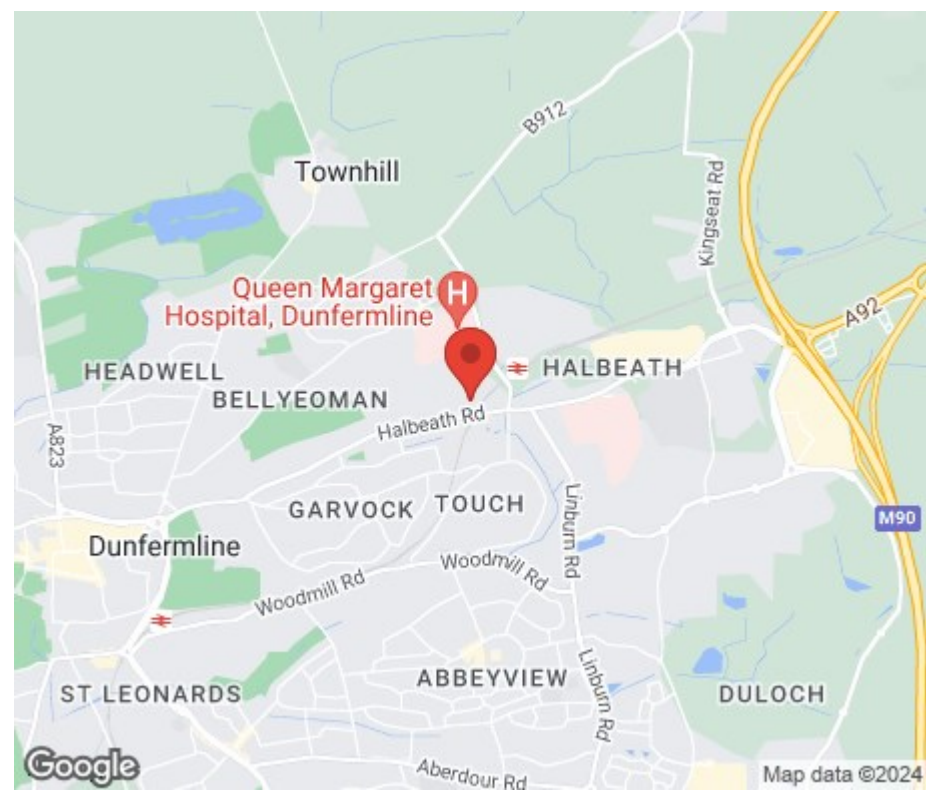 B912
Townhill
Kingseat Rd
Queen Margaret
Hospital, Dunfermline
H
A92
HEADWELL
HALBEATH
BELLYEOMAN
Halbeath Rd
A823
GARVOCK
TOUCH
Linburn Rd
M90
Dunfermline
Woodmill Rd
Woodmill Rd
ABBEYVIEW
Linburn Rd
ST LEONARDS
DULOCH
Google
Aberdour Rd
Map data ©2024